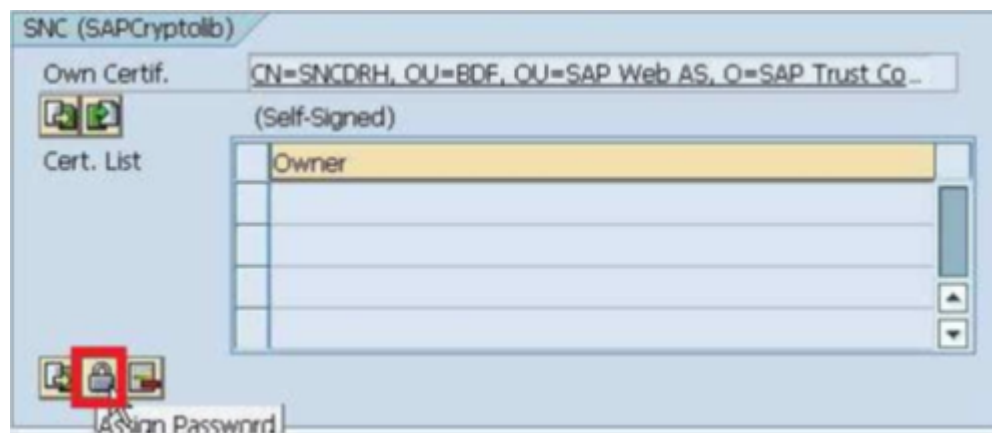 SNC (SAPCryptolib)
Own Certif. CN=SNCDRH, OU=BDF, OU=SAP Web AS, O=SAP Trust Co...
(Self-Signed)
Cert. List Owner
Assign Password